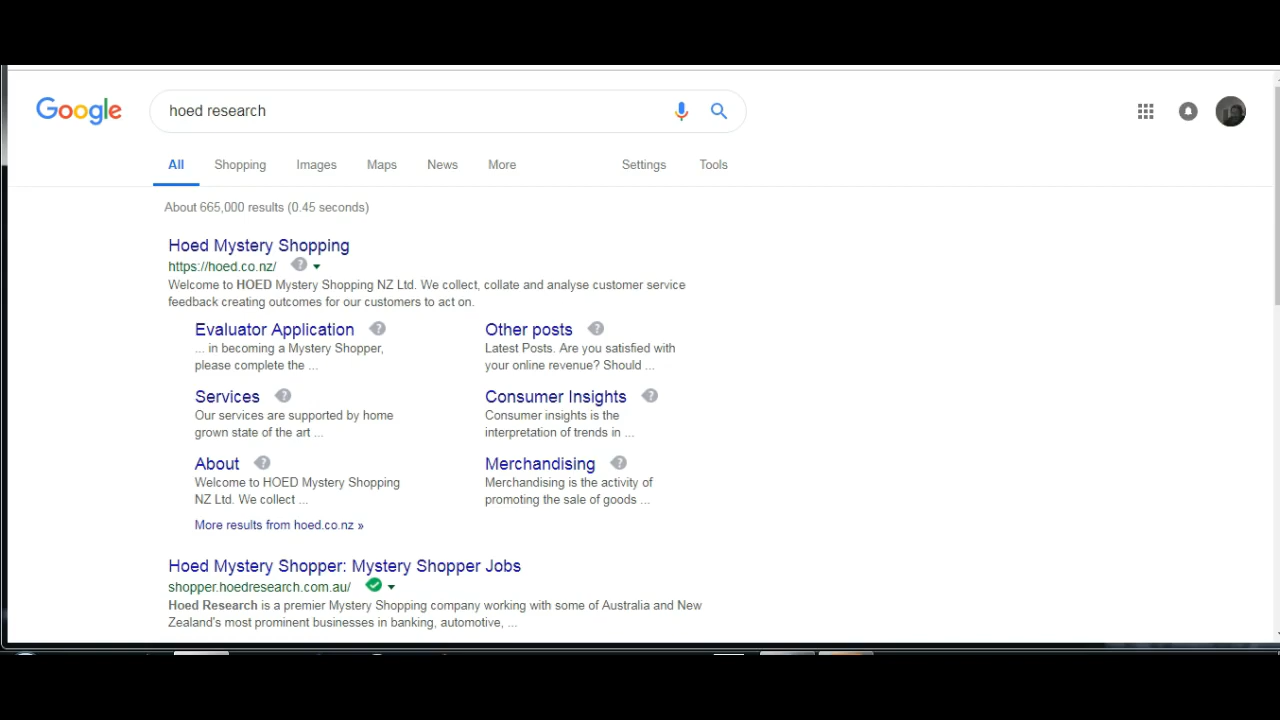 Google
hoed research
All Shopping Images Maps News More Settings Tools
About 665,000 results (0.45 seconds)
Hoed Mystery Shopping
https://hoed.co.nz/
Welcome to HOED Mystery Shopping NZ Ltd. We collect, collate and analyse customer service
feedback creating outcomes for our customers to act on.
Evaluator Application
... in becoming a Mystery Shopper,
please complete the ...
Other posts
Latest Posts. Are you satisfied with
your online revenue? Should ...
Services
Our services are supported by home
grown state of the art ...
Consumer Insights
Consumer insights is the
interpretation of trends in ...
About
Welcome to HOED Mystery Shopping
NZ Ltd. We collect ...
Merchandising
Merchandising is the activity of
promoting the sale of goods ...
More results from hoed.co.nz »
Hoed Mystery Shopper: Mystery Shopper Jobs
shopper.hoedresearch.com.au/
Hoed Research is a premier Mystery Shopping company working with some of Australia and New
Zealand's most prominent businesses in banking, automotive, ...